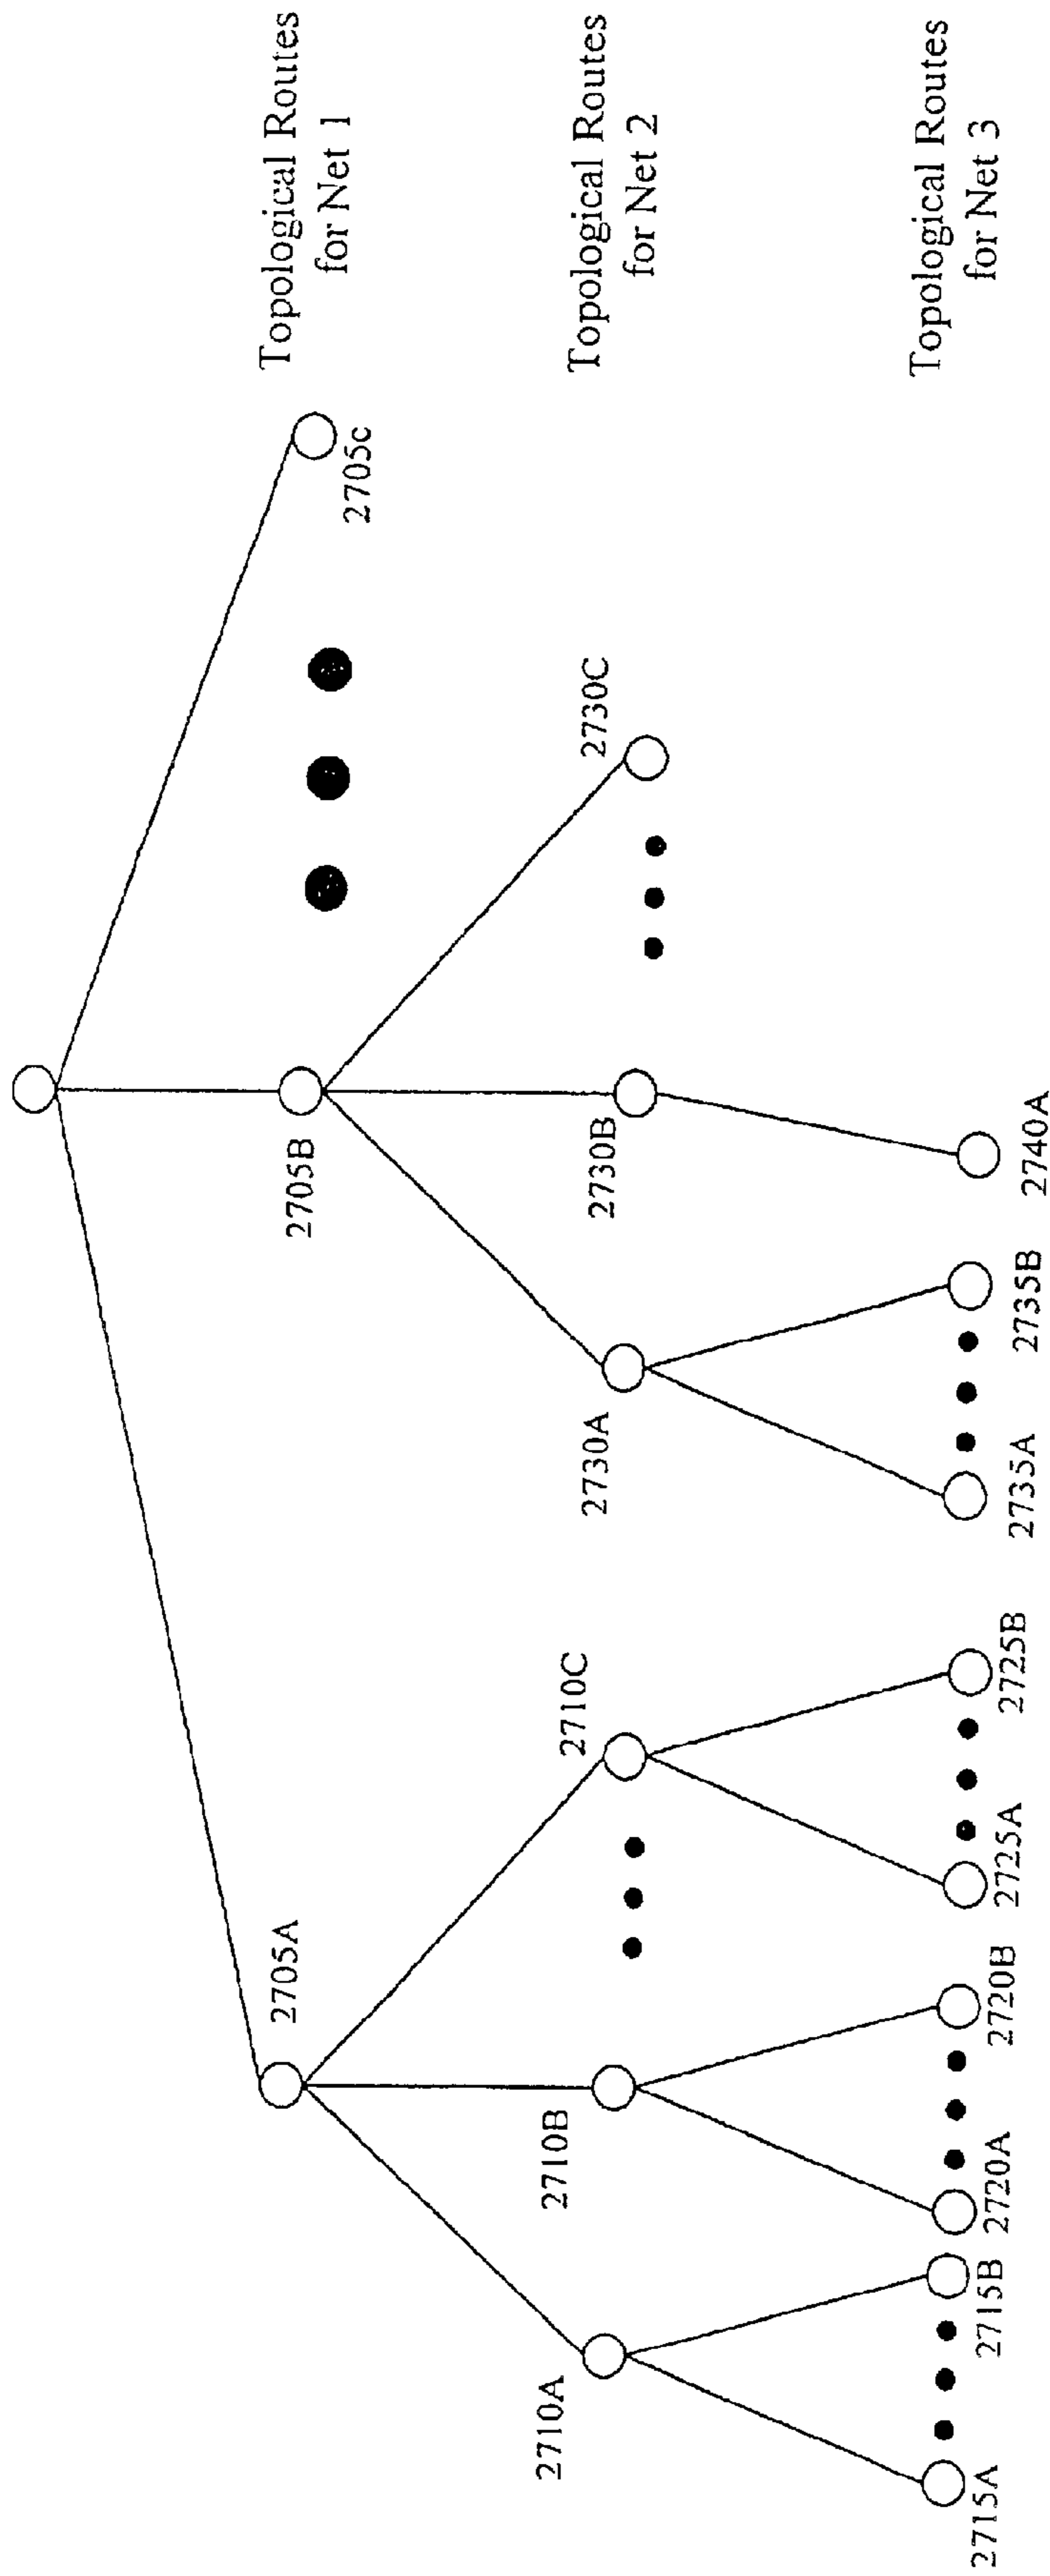 Topological Routes
for Net 1
2705A
2705B
2705c
Topological Routes
for Net 2
2710A
2710B
2710C
2730A
2730B
2730C
Topological Routes
for Net 3
2715A
2715B
2720A
2720B
2725A
2725B
2735A
2735B
2740A